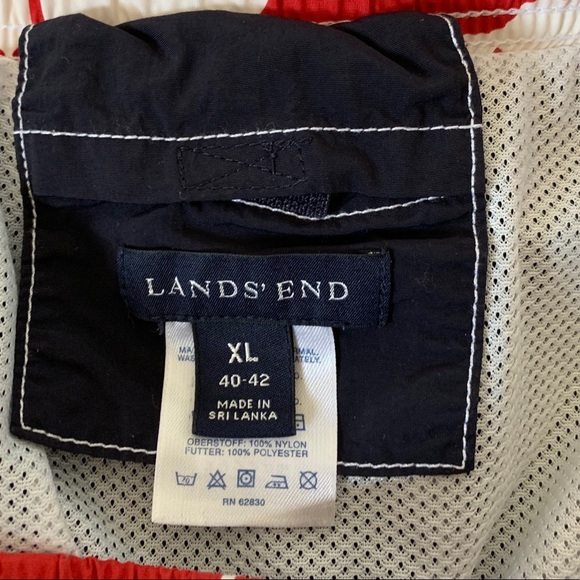 LANDS' END
XL
40-42
MADE IN
SRI LANKA
OBERSTOFF: 100% NYLON
FUTTER: 100% POLYESTER
RN 62830